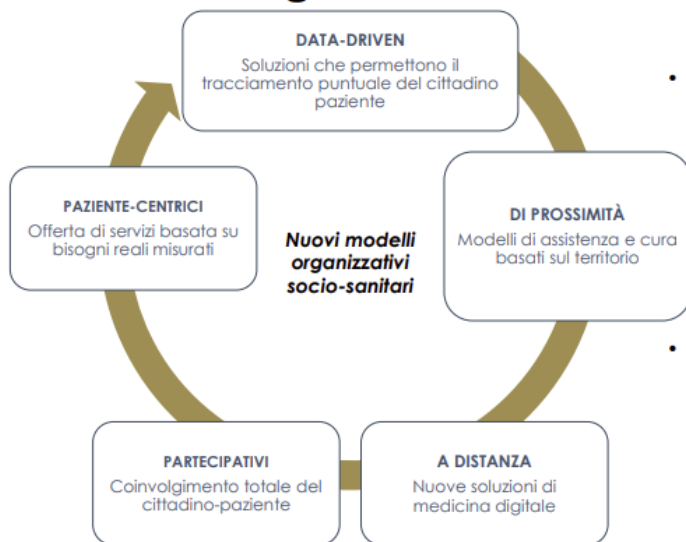 DATA-DRIVEN
Soluzioni che permettono il
tracciamento puntuale del cittadino
paziente
PAZIENTE-CENTRICI
Offerta di servizi basata su
bisogni reali misurati
Nuovi modelli
organizzativi
socio-sanitari
DI PROSSIMITÀ
Modelli di assistenza e cura
basati sul territorio
PARTECIPATIVI
Coinvolgimento totale del
cittadino-paziente
A DISTANZA
Nuove soluzioni di
medicina digitale